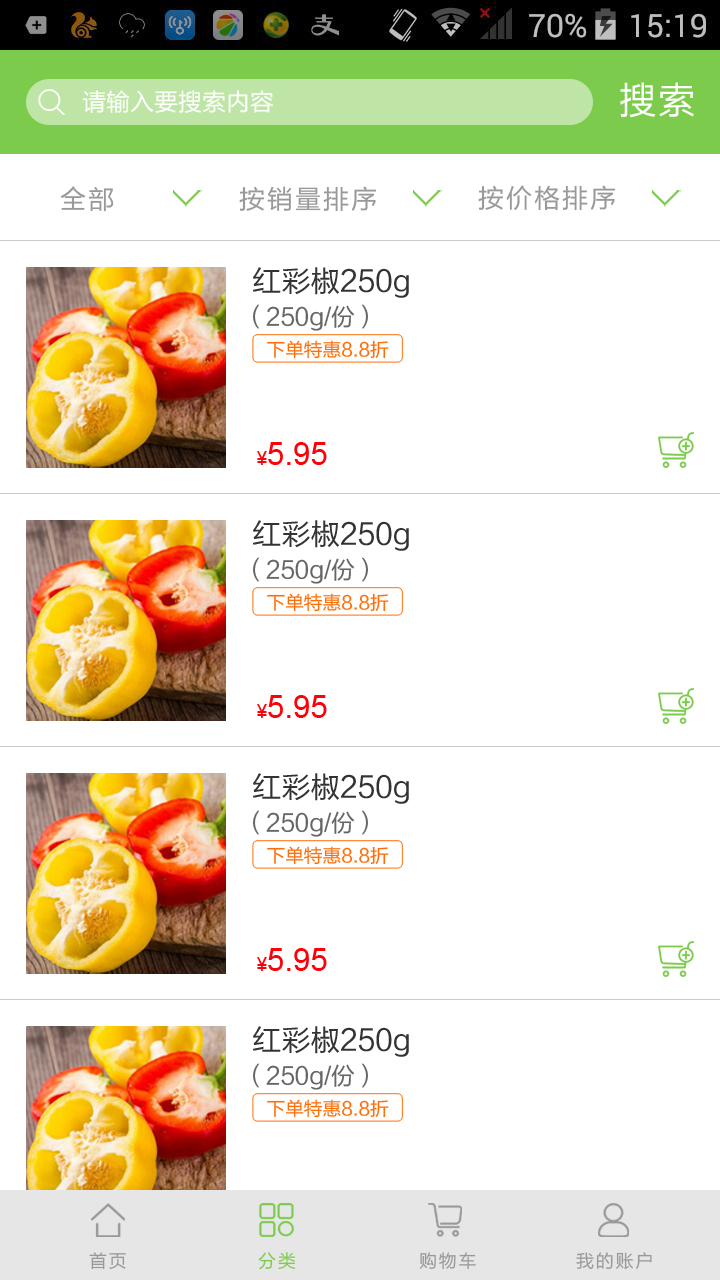 70% 15:19
请输入要搜索内容 搜索
全部 按销量排序 按价格排序
红彩椒250g
( 250g/份 )
下单特惠8.8折
¥5.95
红彩椒250g
( 250g/份 )
下单特惠8.8折
¥5.95
红彩椒250g
( 250g/份 )
下单特惠8.8折
¥5.95
红彩椒250g
( 250g/份 )
下单特惠8.8折
首页 分类 购物车 我的账户